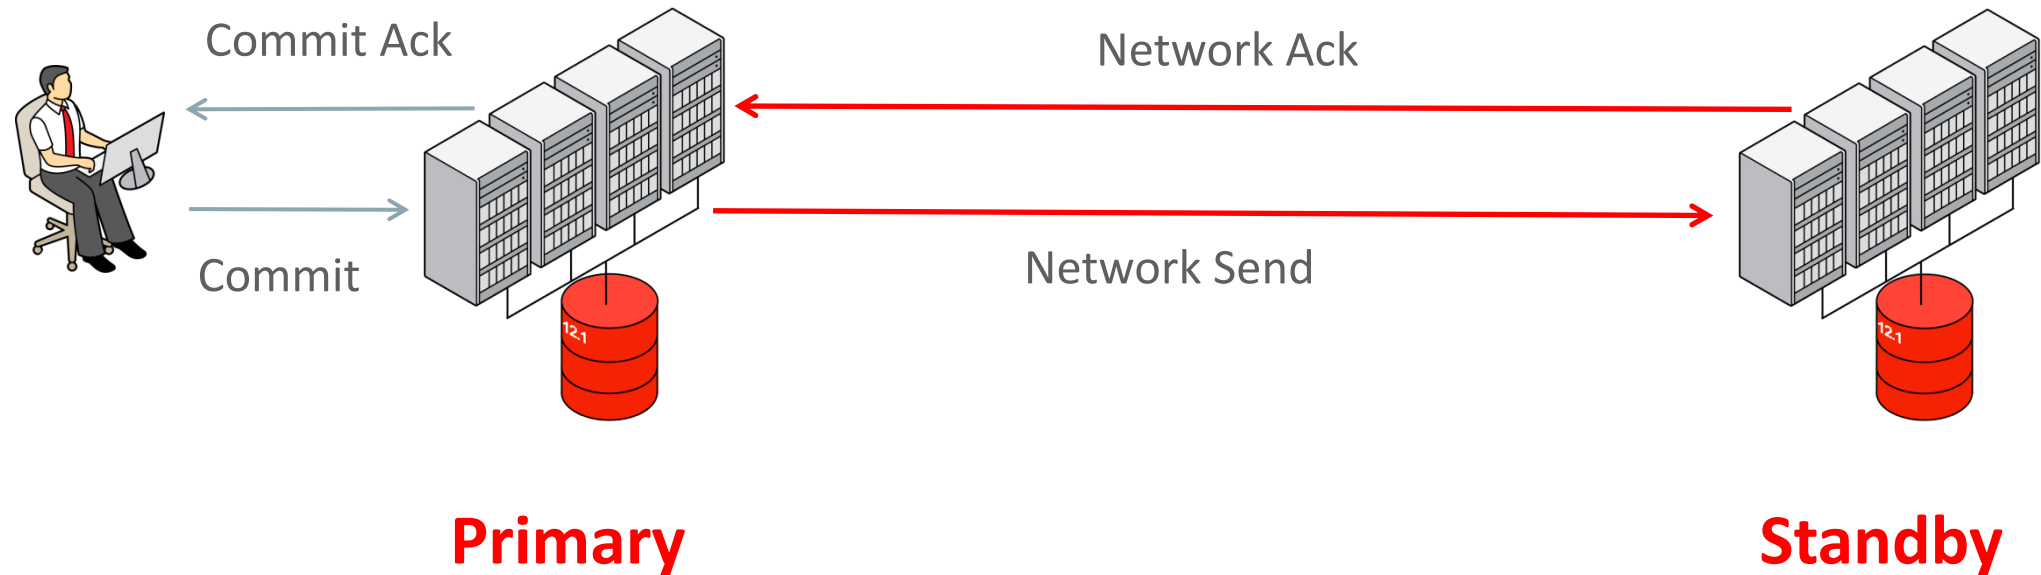 Commit Ack
Network Ack
Commit
Network Send
12.1
12.1
Primary
Standby